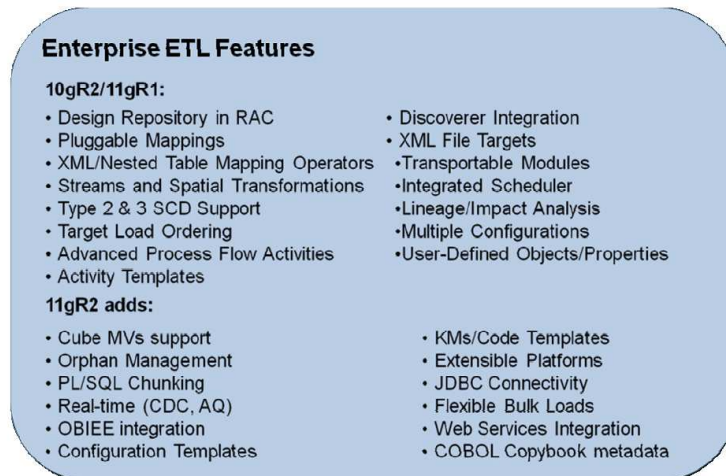 Enterprise ETL Features
10gR2/11gR1:
• Design Repository in RAC
• Pluggable Mappings
• XML/Nested Table Mapping Operators
• Streams and Spatial Transformations
• Type 2 & 3 SCD Support
• Target Load Ordering
• Advanced Process Flow Activities
• Activity Templates
• Discoverer Integration
• XML File Targets
•Transportable Modules
•Integrated Scheduler
•Lineage/Impact Analysis
•Multiple Configurations
•User-Defined Objects/Properties
11gR2 adds:
• Cube MVs support
• Orphan Management
• PL/SQL Chunking
• Real-time (CDC, AQ)
• OBIEE integration
• Configuration Templates
• KMs/Code Templates
• Extensible Platforms
• JDBC Connectivity
• Flexible Bulk Loads
• Web Services Integration
• COBOL Copybook metadata